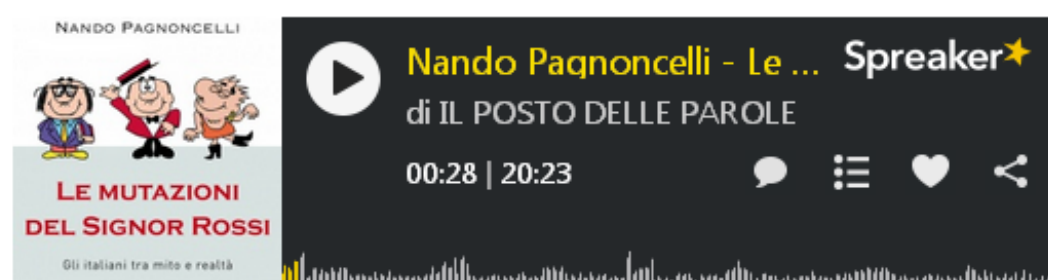 NANDO PAGNONCELLI
LE MUTAZIONI
DEL SIGNOR ROSSI
Gli italiani tra mito e realtà
Nando Pagnoncelli - Le ...
Spreaker
di IL POSTO DELLE PAROLE
00:28 | 20:23